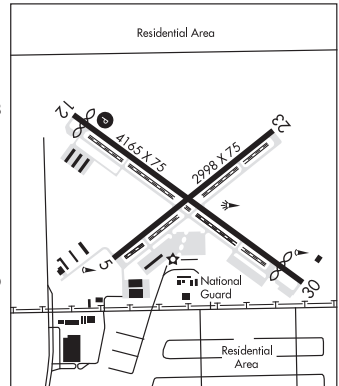 Residential Area
12
P
4165 X 75
2998 X 75
23
5
National
Guard
30
Residential
Area